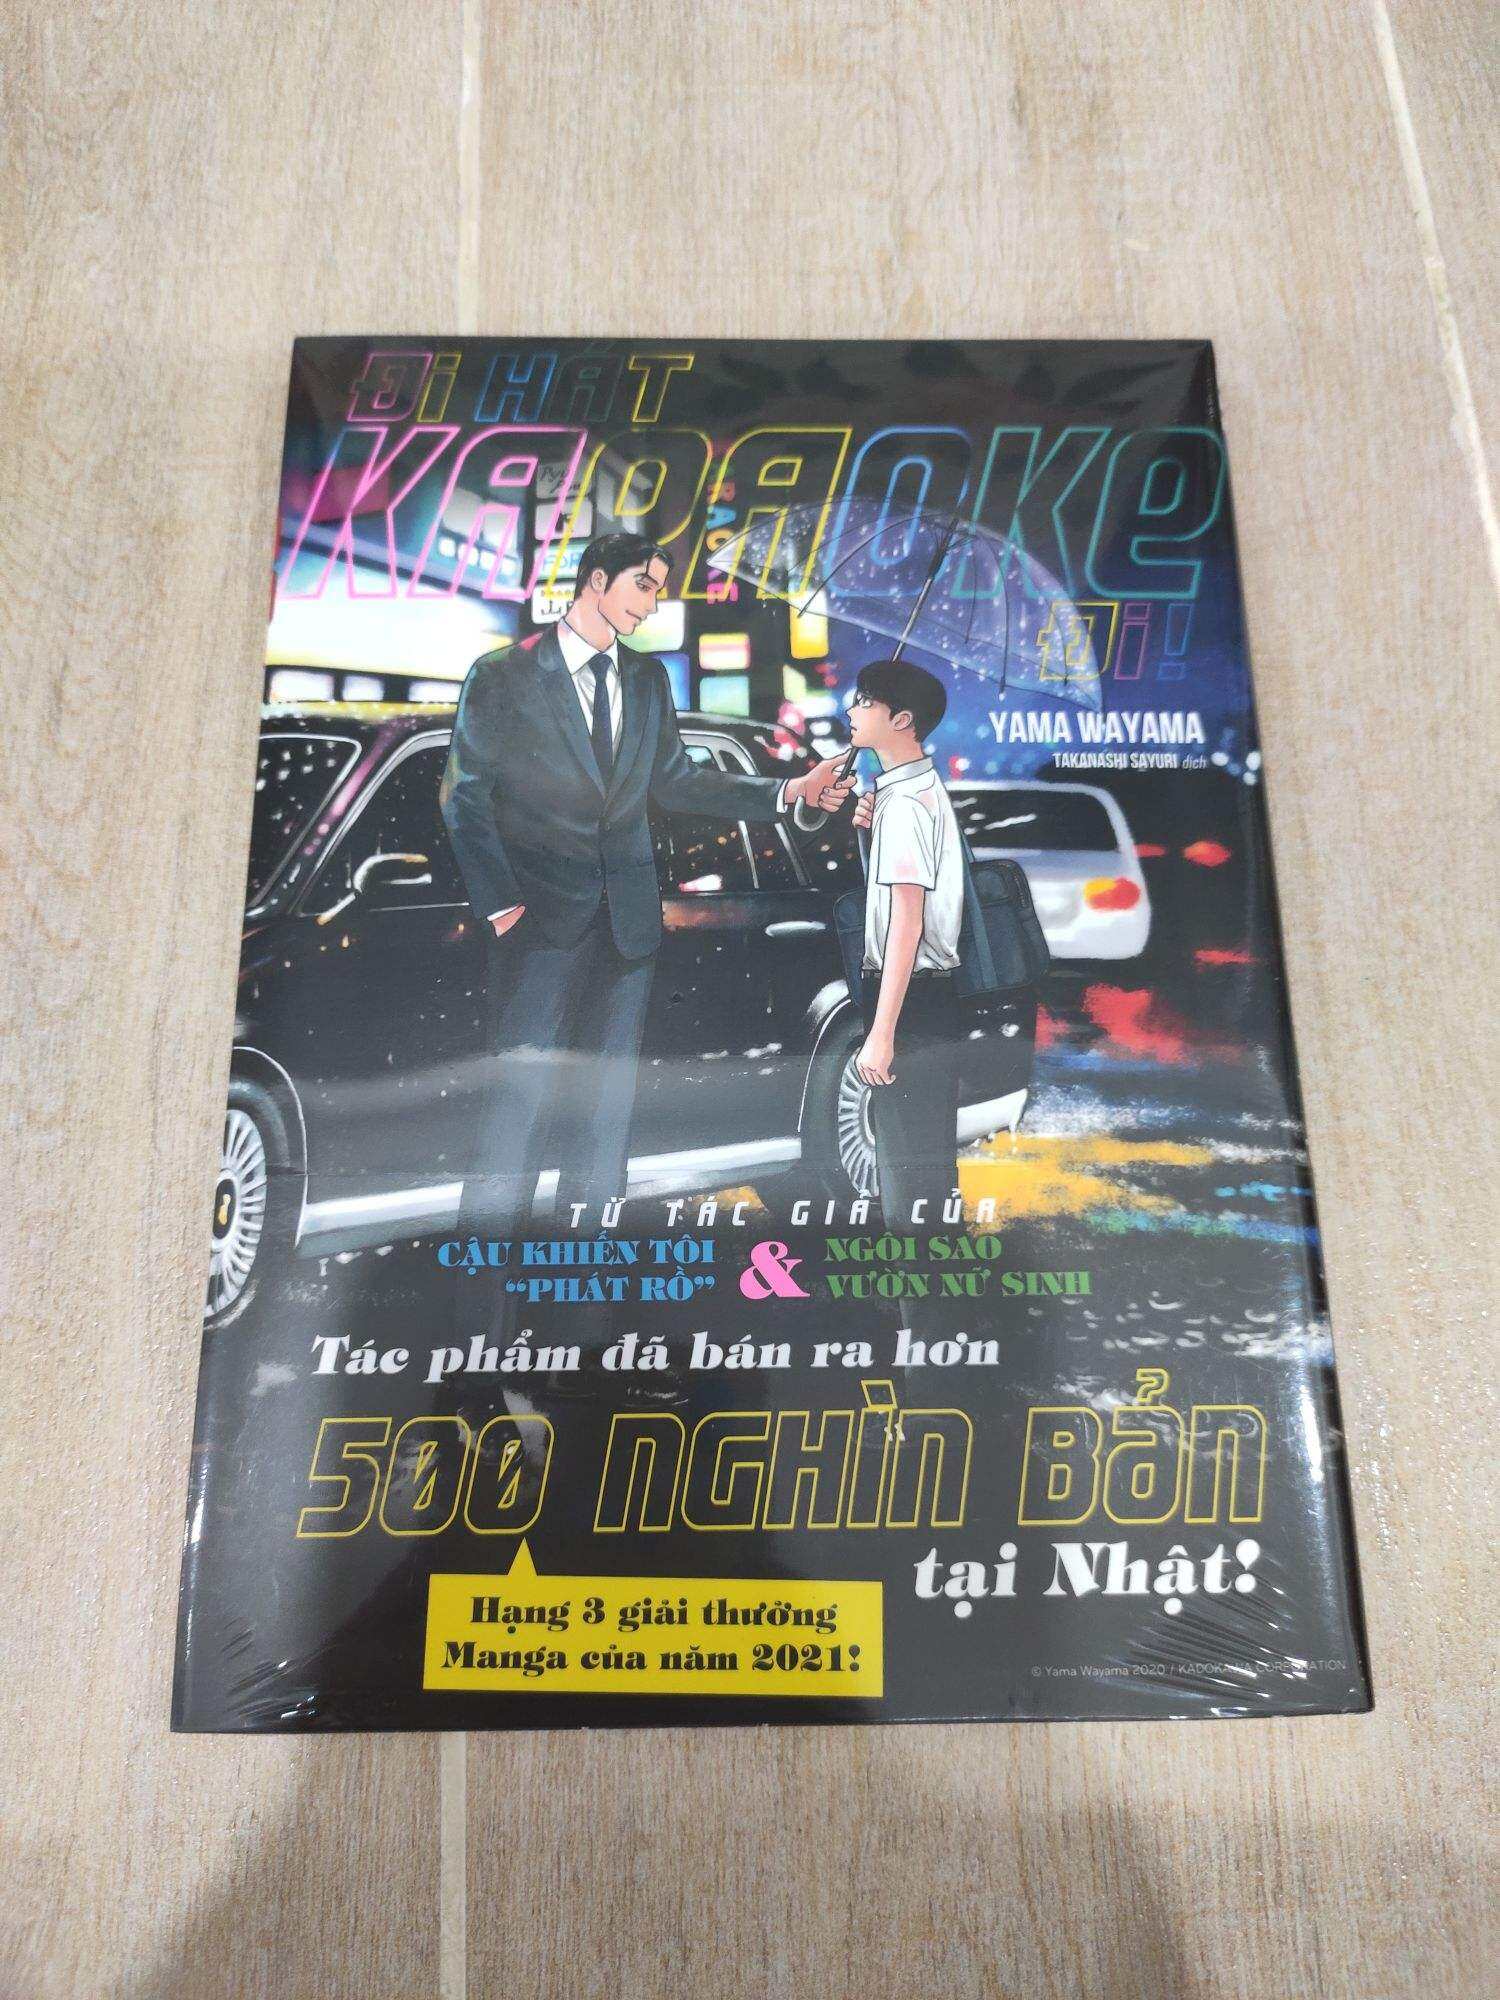 ĐI HÁT
KARAOKE
ĐI!
YAMA WAYAMA
TAKANASHI SAYURI dịch
TỪ TÁC GIẢ CỦA
CẬU KHIẾN TÔI
“PHÁT RỒ”
&
NGÔI SAO
VƯỜN NỮ SINH
Tác phẩm đã bán ra hơn
500 NGHÌN BẢN
tại Nhật!
Hạng 3 giải thưởng
Manga của năm 2021!
© Yama Wayama 2020 / KADOKAWA CORPORATION